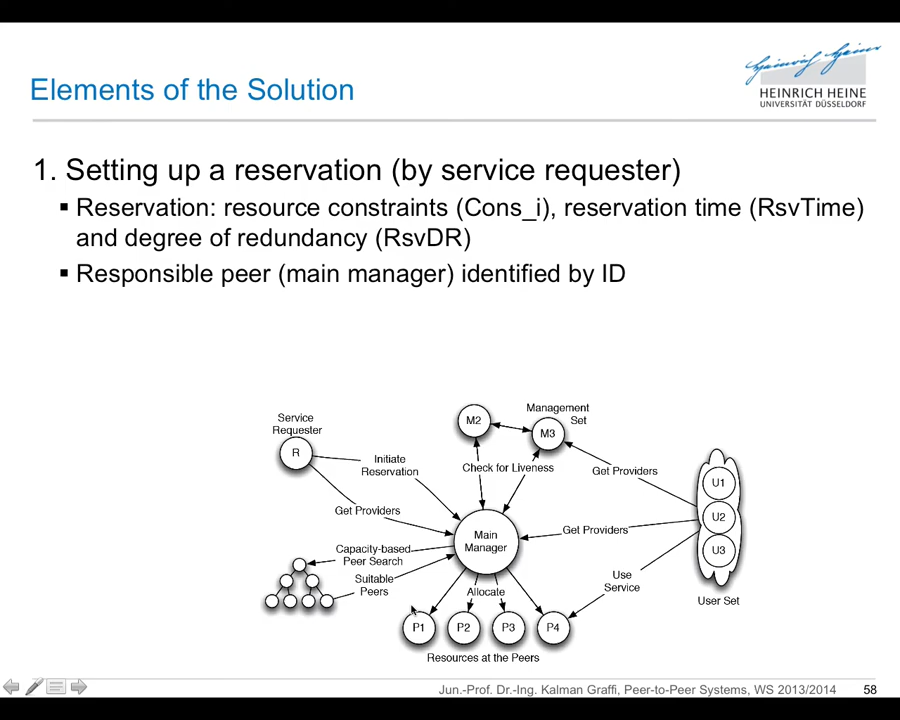 Elements of the Solution
Heinrich Heine
HEINRICH HEINE
UNIVERSITÄT DÜSSELDORF
1. Setting up a reservation (by service requester)
▪ Reservation: resource constraints (Cons_i), reservation time (RsvTime)
and degree of redundancy (RsvDR)
▪ Responsible peer (main manager) identified by ID
Service
Requester
R
Initiate
Reservation
Get Providers
Capacity-based
Peer Search
Suitable
Peers
M2
Management
Set
M3
Check for Liveness
Main
Manager
Allocate
P1
P2
P3
P4
Resources at the Peers
Get Providers
Get Providers
Use
Service
U1
U2
U3
User Set
Jun.-Prof. Dr.-Ing. Kalman Graffi, Peer-to-Peer Systems, WS 2013/2014
58